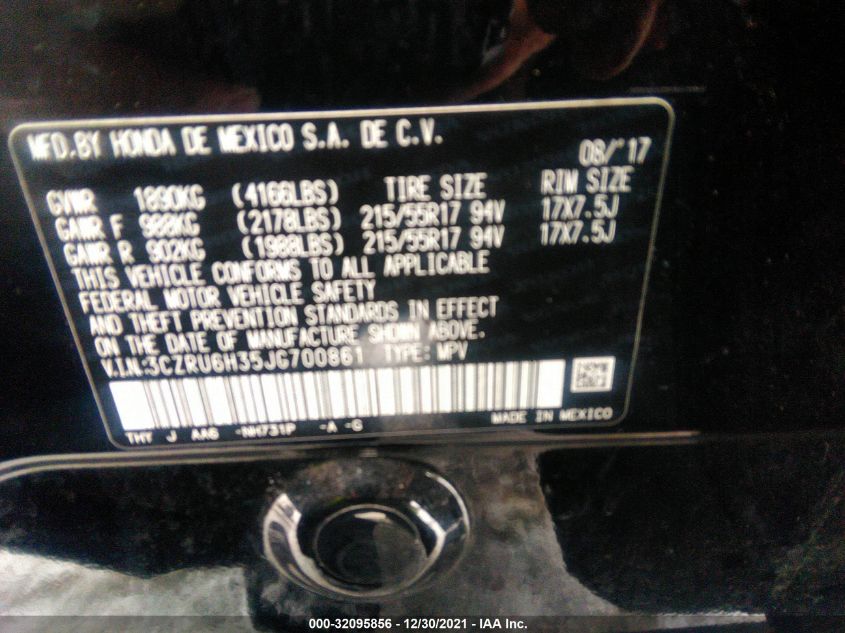 MFD.BY HONDA DE MEXICO S.A. DE C.V.
08/'17
GVWR 1890KG (4166LBS) TIRE SIZE RIM SIZE
GAWR F 988KG (2178LBS) 215/55R17 94V 17X7.5J
GAWR R 902KG (1988LBS) 215/55R17 94V 17X7.5J
THIS VEHICLE CONFORMS TO ALL APPLICABLE
FEDERAL MOTOR VEHICLE SAFETY
AND THEFT PREVENTION STANDARDS IN EFFECT
ON THE DATE OF MANUFACTURE SHOWN ABOVE.
V.I.N:3CZRU6H35JG700861 TYPE: MPV
MADE IN MEXICO
THY J AA6 -NH731P -A -G
000-32095856 - 12/30/2021 - IAA Inc.